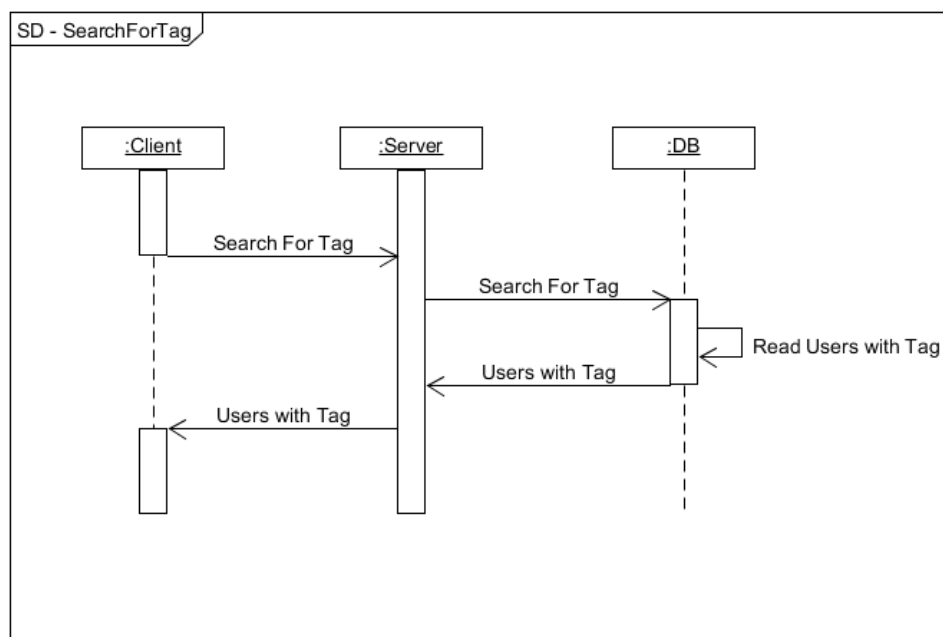 SD - SearchForTag
:Client
:Server
:DB
Search For Tag
Search For Tag
Read Users with Tag
Users with Tag
Users with Tag